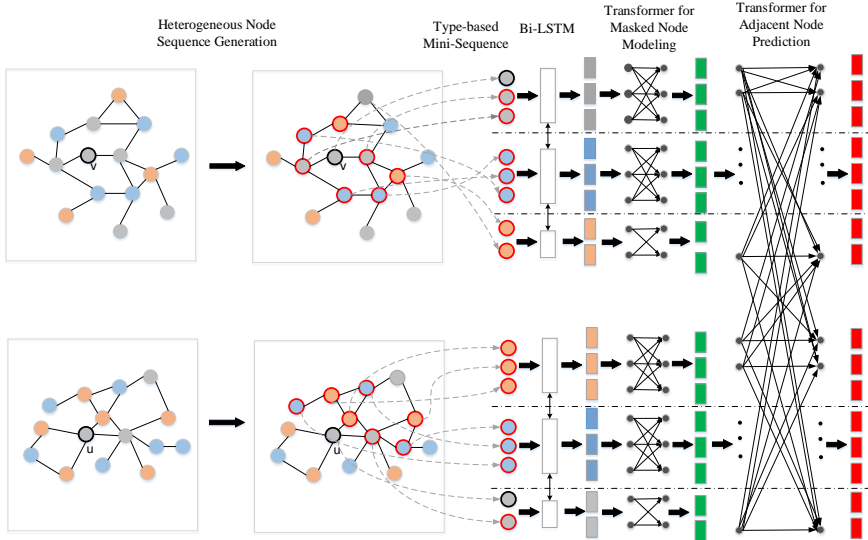 Heterogeneous Node
Sequence Generation
Type-based
Mini-Sequence
Bi-LSTM
Transformer for
Masked Node
Modeling
Transformer for
Adjacent Node
Prediction
v
v
u
u